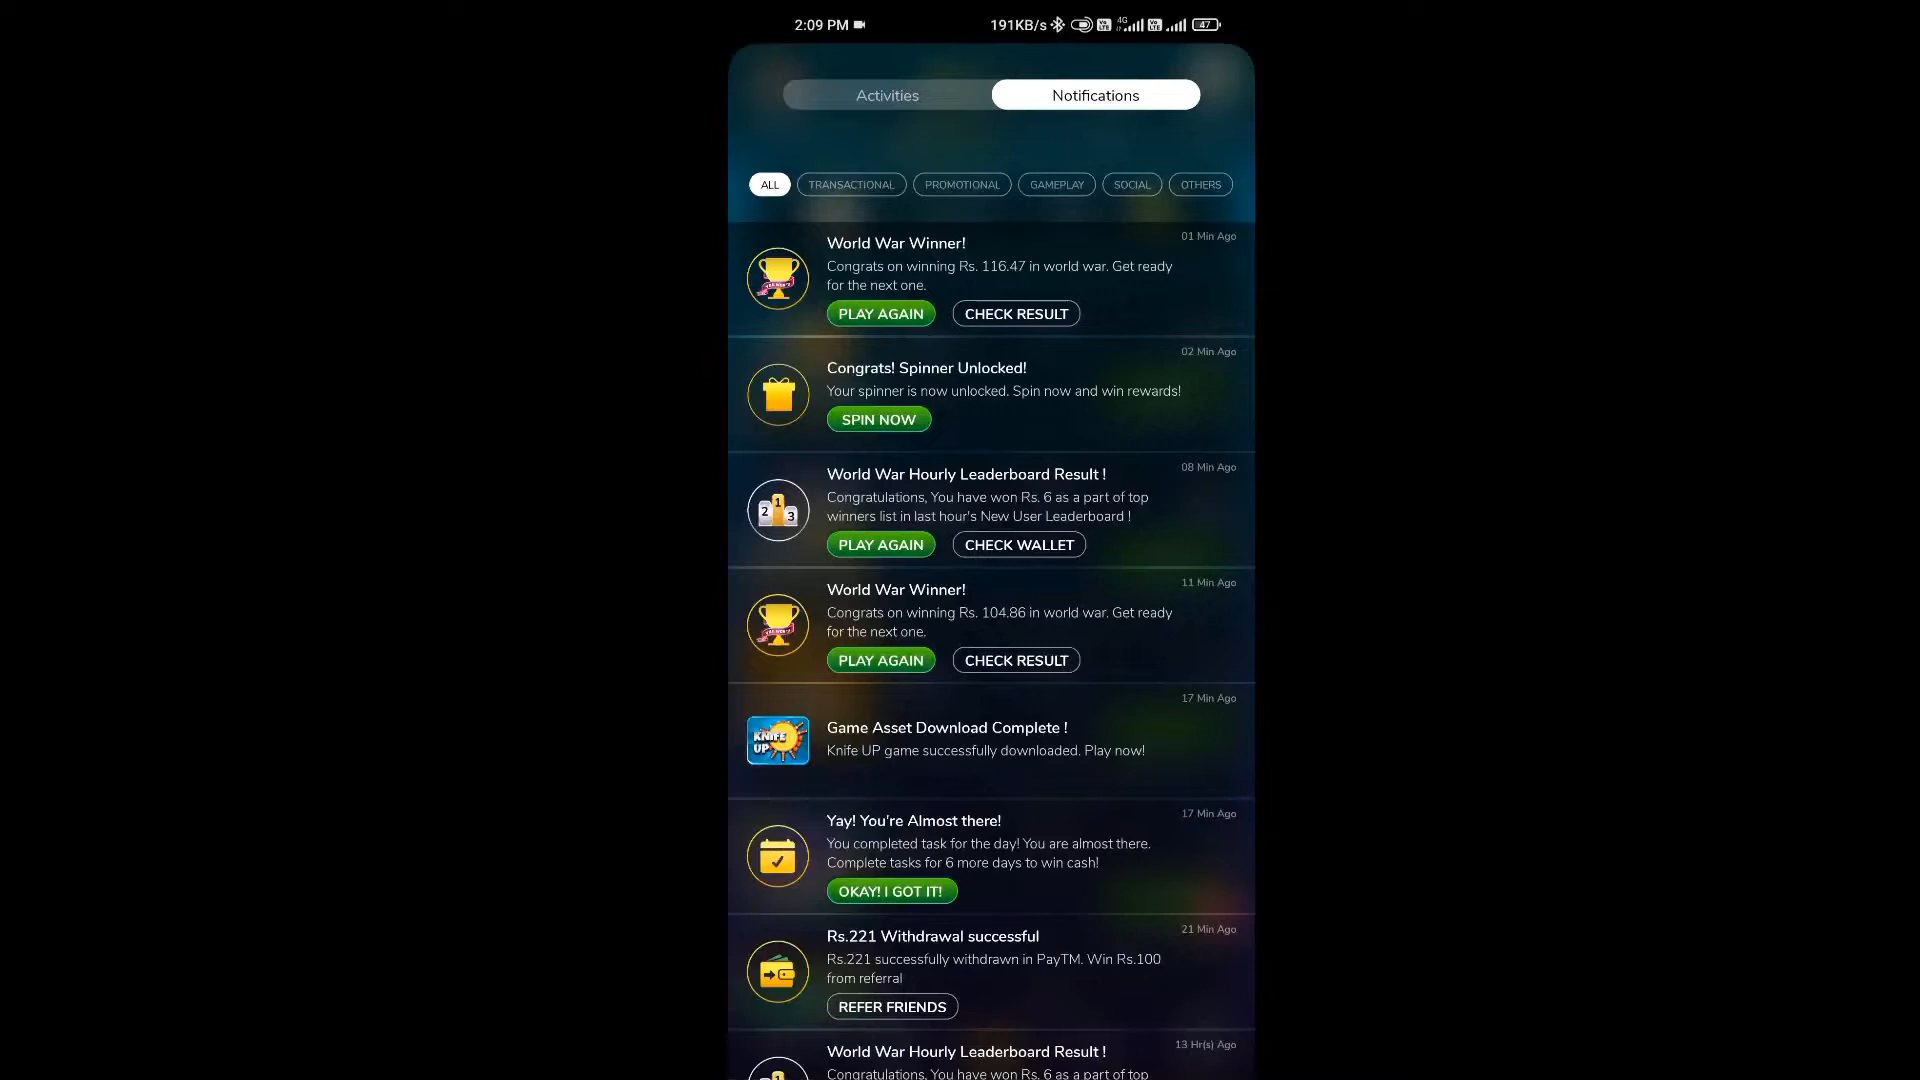 2:09 PM
191KB/s 4G 47
Activities
Notifications
ALL
TRANSACTIONAL
PROMOTIONAL
GAMEPLAY
SOCIAL
OTHERS
01 Min Ago
World War Winner!
Congrats on winning Rs. 116.47 in world war. Get ready
for the next one.
PLAY AGAIN
CHECK RESULT
02 Min Ago
Congrats! Spinner Unlocked!
Your spinner is now unlocked. Spin now and win rewards!
SPIN NOW
08 Min Ago
2 1 3
World War Hourly Leaderboard Result !
Congratulations, You have won Rs. 6 as a part of top
winners list in last hour's New User Leaderboard !
PLAY AGAIN
CHECK WALLET
11 Min Ago
World War Winner!
Congrats on winning Rs. 104.86 in world war. Get ready
for the next one.
PLAY AGAIN
CHECK RESULT
17 Min Ago
KNIFE
UP
Game Asset Download Complete !
Knife UP game successfully downloaded. Play now!
17 Min Ago
Yay! You're Almost there!
You completed task for the day! You are almost there.
Complete tasks for 6 more days to win cash!
OKAY! I GOT IT!
21 Min Ago
Rs.221 Withdrawal successful
Rs.221 successfully withdrawn in PayTM. Win Rs.100
from referral
REFER FRIENDS
13 Hr(s) Ago
World War Hourly Leaderboard Result !
Congratulations, You have won Rs. 6 as a part of top